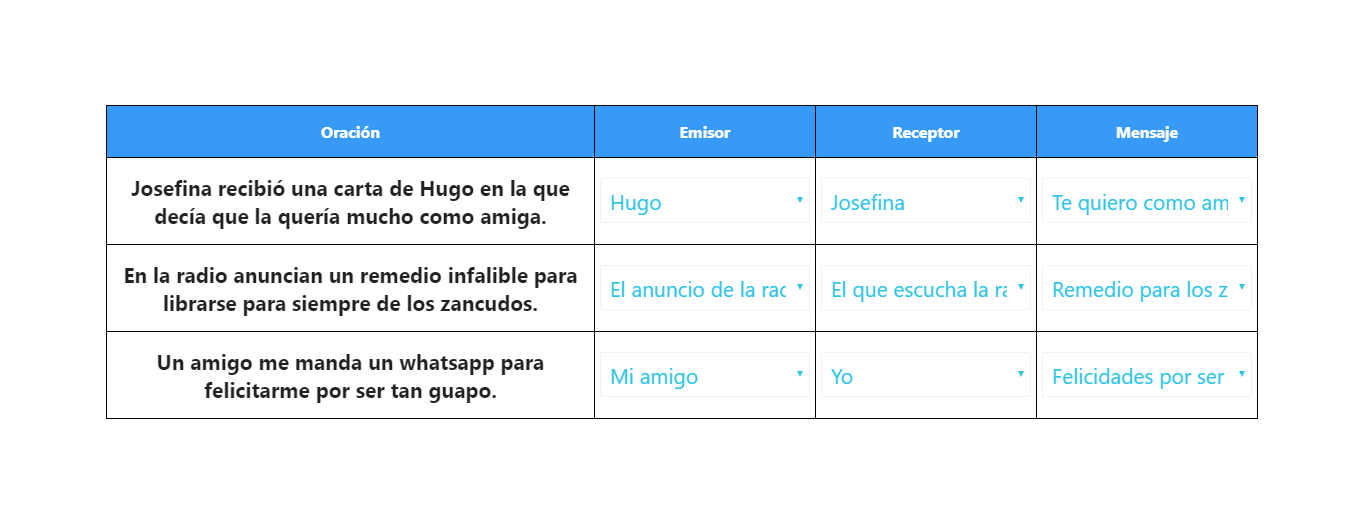 Oración Emisor Receptor Mensaje
Josefina recibió una carta de Hugo en la que
decía que la quería mucho como amiga.
Hugo Josefina Te quiero como am
En la radio anuncian un remedio infalible para
librarse para siempre de los zancudos.
El anuncio de la rad El que escucha la ra Remedio para los z
Un amigo me manda un whatsapp para
felicitarme por ser tan guapo.
Mi amigo Yo Felicidades por ser